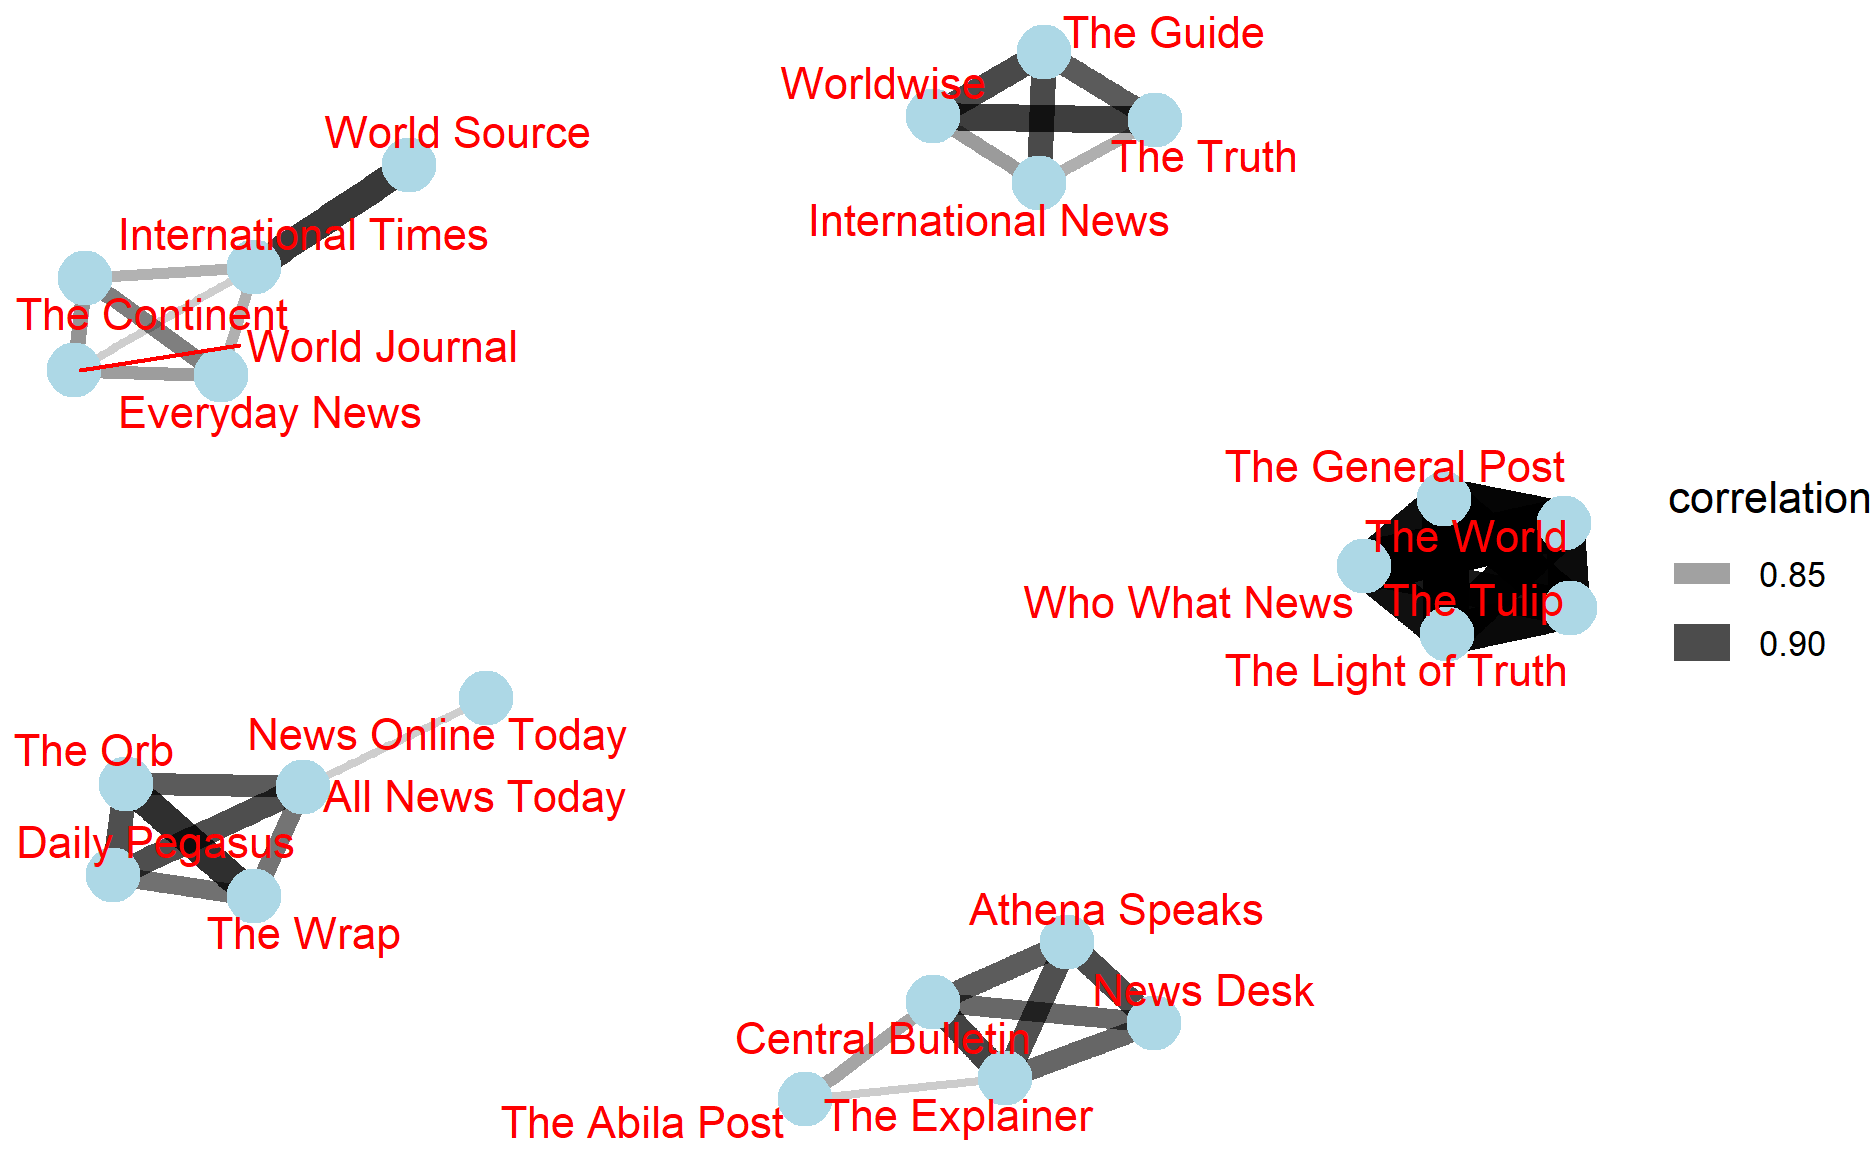 The Guide
Worldwise
World Source
The Truth
International News
International Times
The Continent
World Journal
Everyday News
The General Post
The World
Who What News
The Tulip
The Light of Truth
correlation
0.85
0.90
News Online Today
The Orb
All News Today
Daily Pegasus
The Wrap
Athena Speaks
News Desk
Central Bulletin
The Explainer
The Abila Post